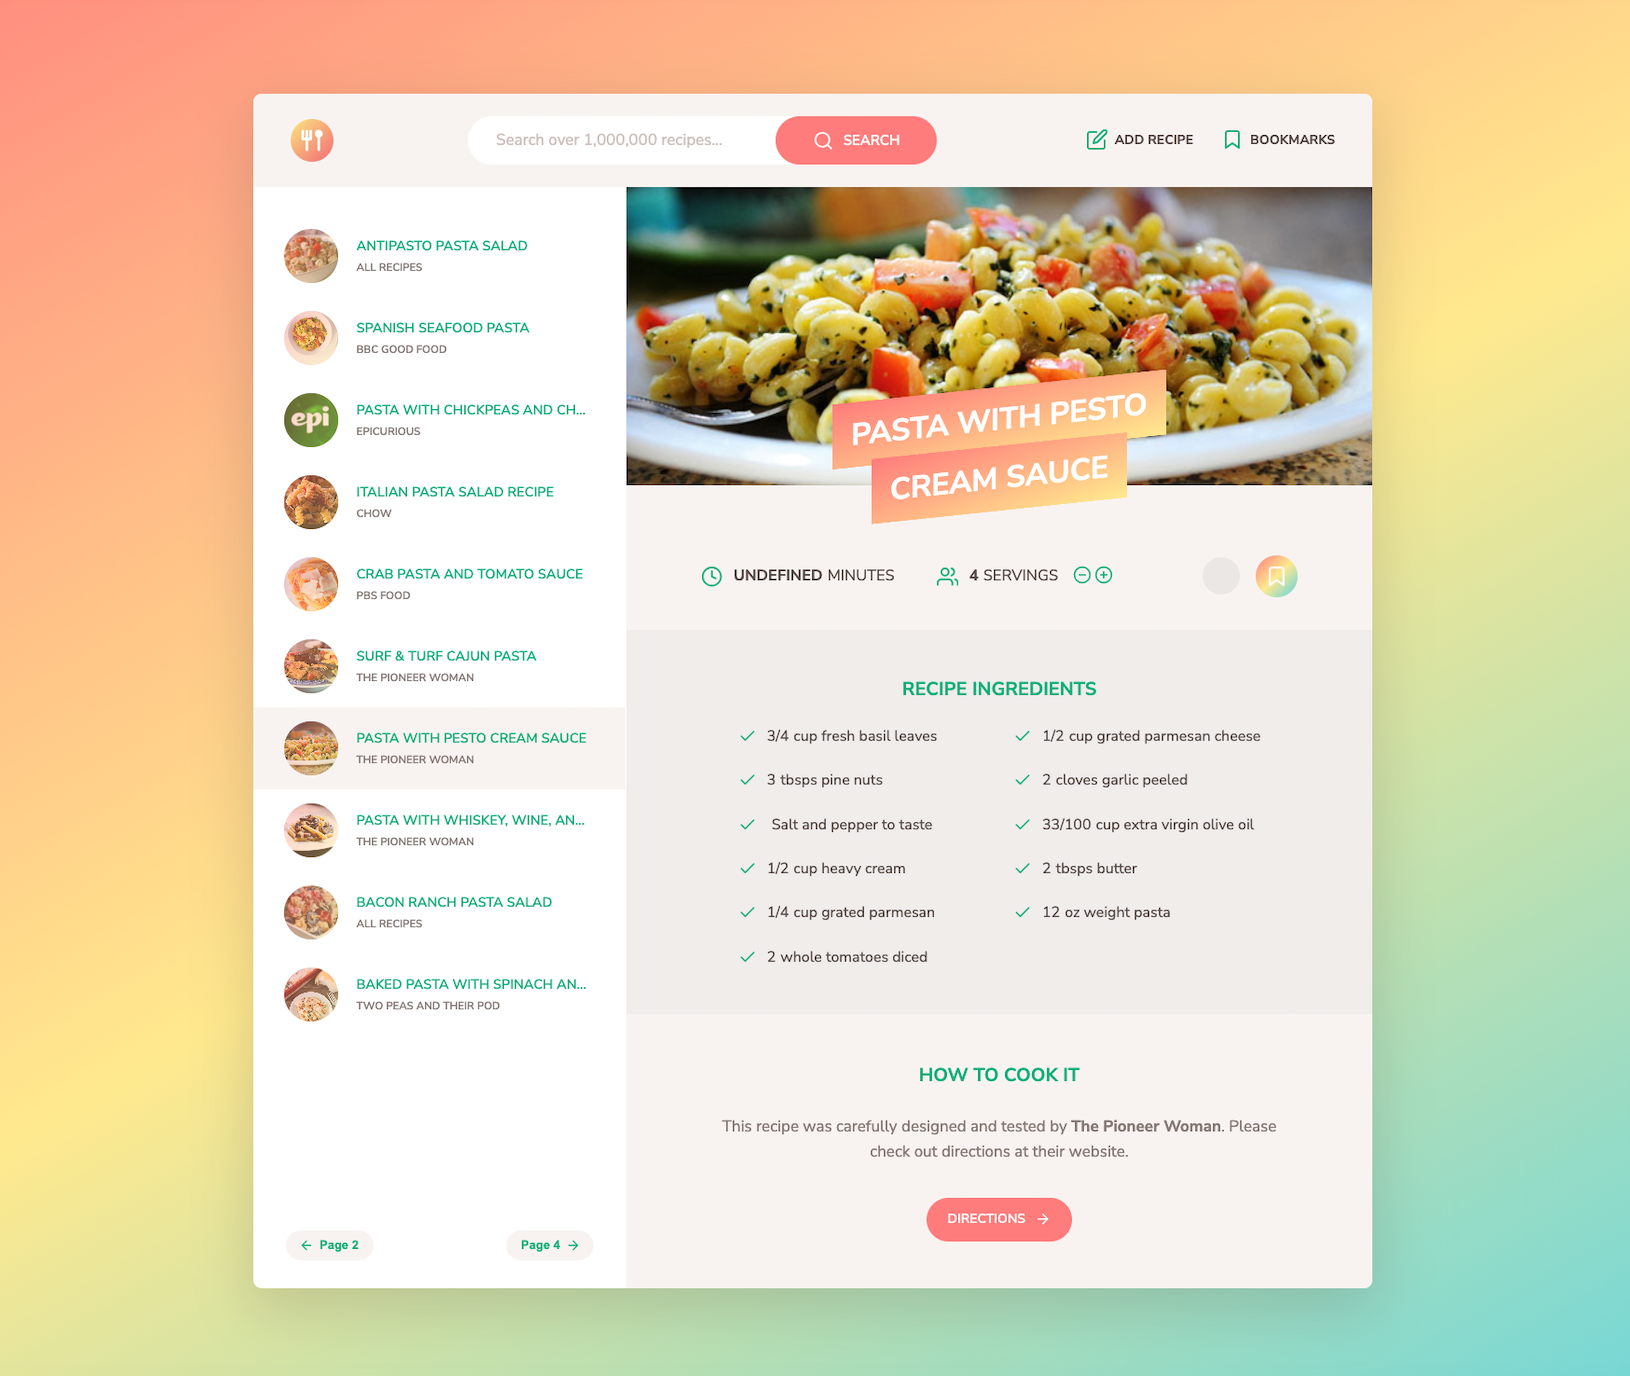 Search over 1,000,000 recipes...
SEARCH
ADD RECIPE
BOOKMARKS
ANTIPASTO PASTA SALAD
ALL RECIPES
SPANISH SEAFOOD PASTA
BBC GOOD FOOD
epi
PASTA WITH CHICKPEAS AND CH...
EPICURIOUS
ITALIAN PASTA SALAD RECIPE
CHOW
CRAB PASTA AND TOMATO SAUCE
PBS FOOD
SURF & TURF CAJUN PASTA
THE PIONEER WOMAN
PASTA WITH PESTO CREAM SAUCE
THE PIONEER WOMAN
PASTA WITH WHISKEY, WINE, AN...
THE PIONEER WOMAN
BACON RANCH PASTA SALAD
ALL RECIPES
BAKED PASTA WITH SPINACH AN...
TWO PEAS AND THEIR POD
Page 2
Page 4
PASTA WITH PESTO
CREAM SAUCE
UNDEFINED MINUTES
4 SERVINGS
RECIPE INGREDIENTS
3/4 cup fresh basil leaves
1/2 cup grated parmesan cheese
3 tbsps pine nuts
2 cloves garlic peeled
Salt and pepper to taste
33/100 cup extra virgin olive oil
1/2 cup heavy cream
2 tbsps butter
1/4 cup grated parmesan
12 oz weight pasta
2 whole tomatoes diced
HOW TO COOK IT
This recipe was carefully designed and tested by The Pioneer Woman. Please
check out directions at their website.
DIRECTIONS